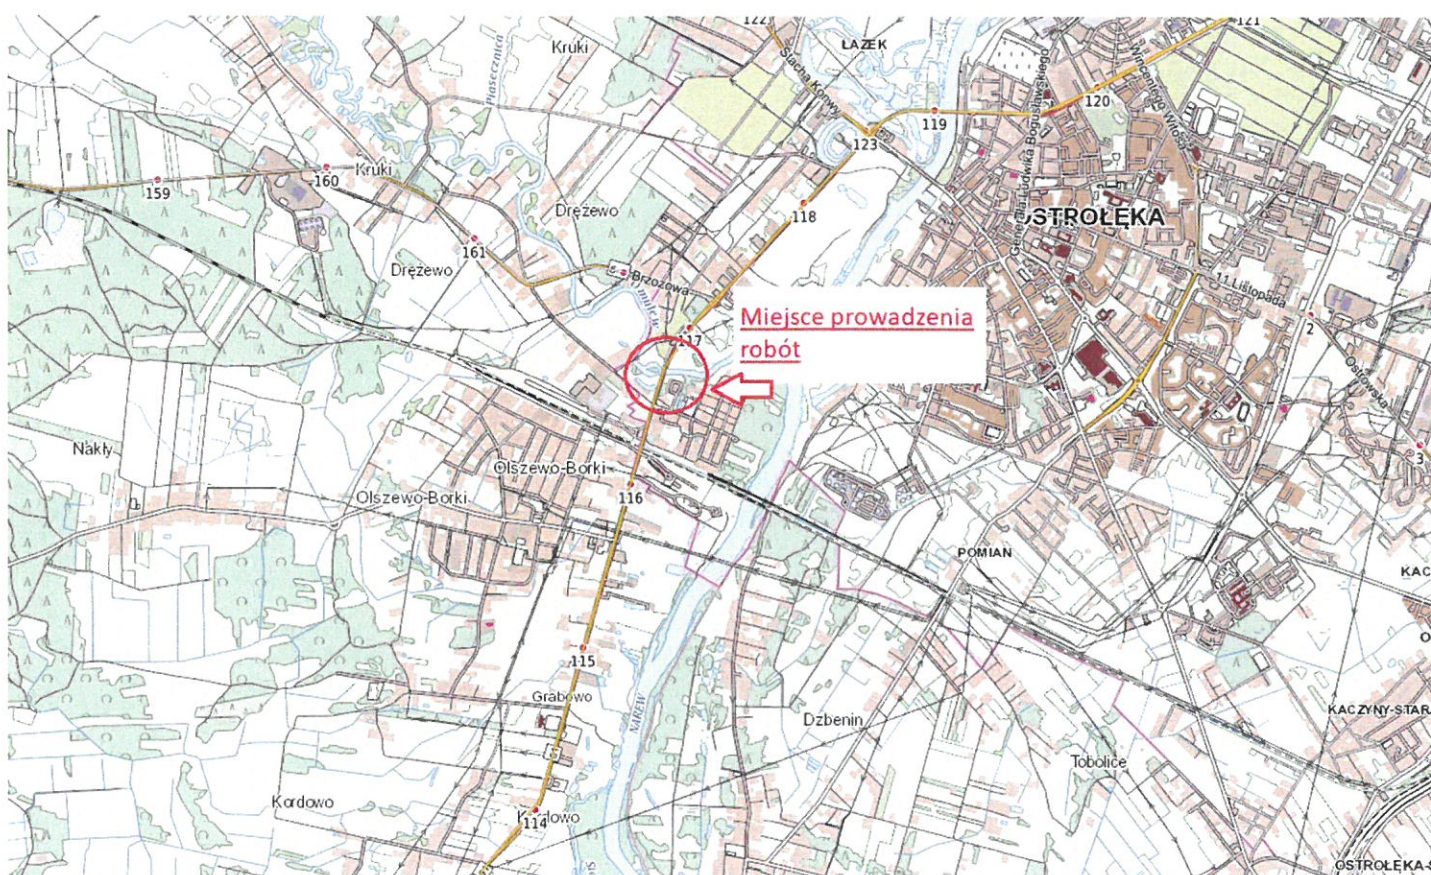 122
121
ŁAZEK
Kruki
Piasecznica
Stacha Konwy
Wincentego Witosa
Generała Ludwika Bogusławskiego
120
119
123
159
160
Kruki
118
Drężewo
OSTROŁĘKA
161
Drężewo
Brzozowa
11 Listopada
2
Miejsce prowadzenia
robót
117
Ostrowska
3
Nakły
Olszewo-Borki
116
Olszewo-Borki
POMIAN
KAC
115
Grabowo
NAREW
Dzbenin
KACZYNY-STAR
Tobolice
Kordowo
114
OSTROŁĘKA-S